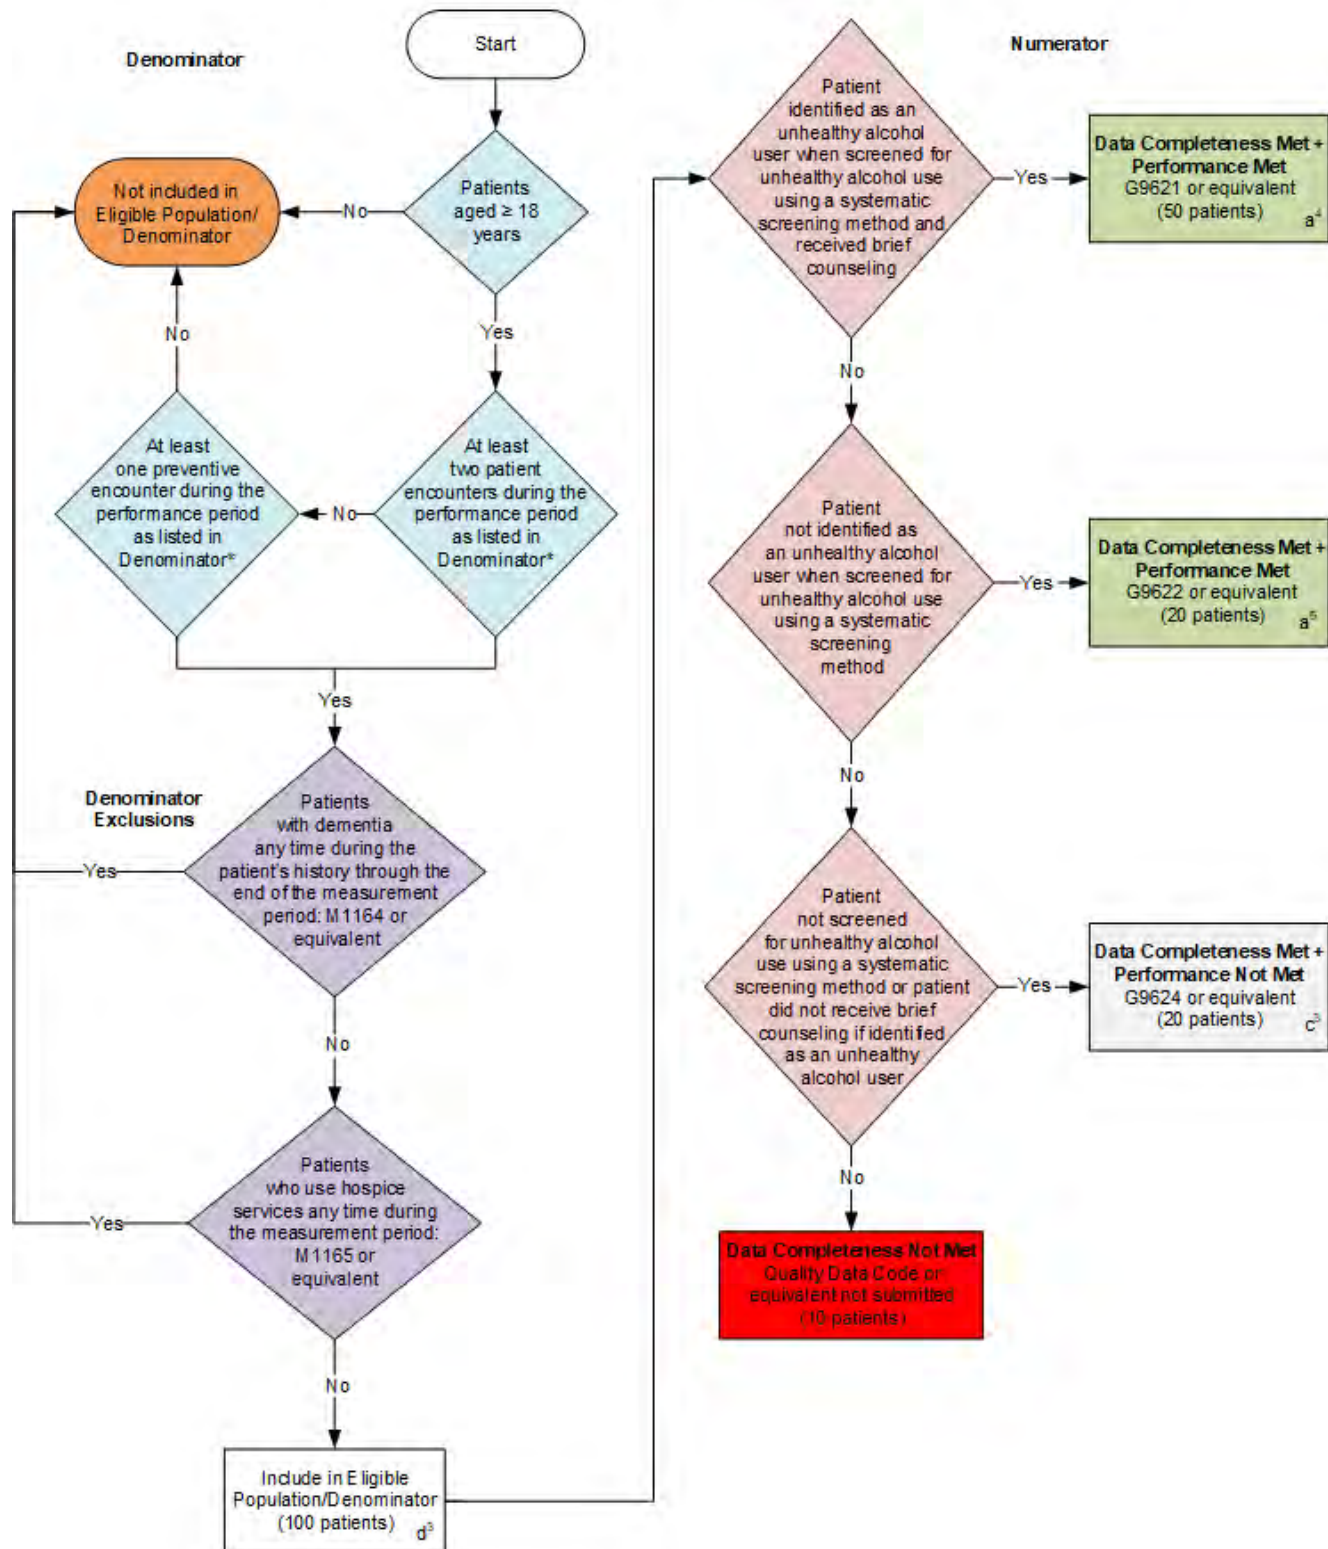 Start
Denominator
Patients
aged ≥ 18
years
No
Not included in
Eligible Population/
Denominator
Yes
No
At least
two patient
encounters during the
performance period
as listed in
Denominator*
No
At least
one preventive
encounter during the
performance period
as listed in
Denominator*
Yes
Denominator
Exclusions
Patients
with dementia
any time during the
patient's history through the
end of the measurement
period: M1164 or
equivalent
Yes
No
Patients
who use hospice
services any time during
the measurement period:
M1165 or
equivalent
Yes
No
Include in Eligible
Population/Denominator
(100 patients)
d³
Numerator
Patient
identified as an
unhealthy alcohol
user when screened for
unhealthy alcohol use
using a systematic
screening method and
received brief
counseling
Yes
Data Completeness Met +
Performance Met
G9621 or equivalent
(50 patients)
a⁴
No
Patient
not identified as
an unhealthy alcohol
user when screened for
unhealthy alcohol use
using a systematic
screening
method
Yes
Data Completeness Met +
Performance Met
G9622 or equivalent
(20 patients)
a⁵
No
Patient
not screened
for unhealthy alcohol
use using a systematic
screening method or patient
did not receive brief
counseling if identified
as an unhealthy
alcohol user
Yes
Data Completeness Met +
Performance Not Met
G9624 or equivalent
(20 patients)
c³
No
Data Completeness Not Met
Quality Data Code or
equivalent not submitted
(10 patients)